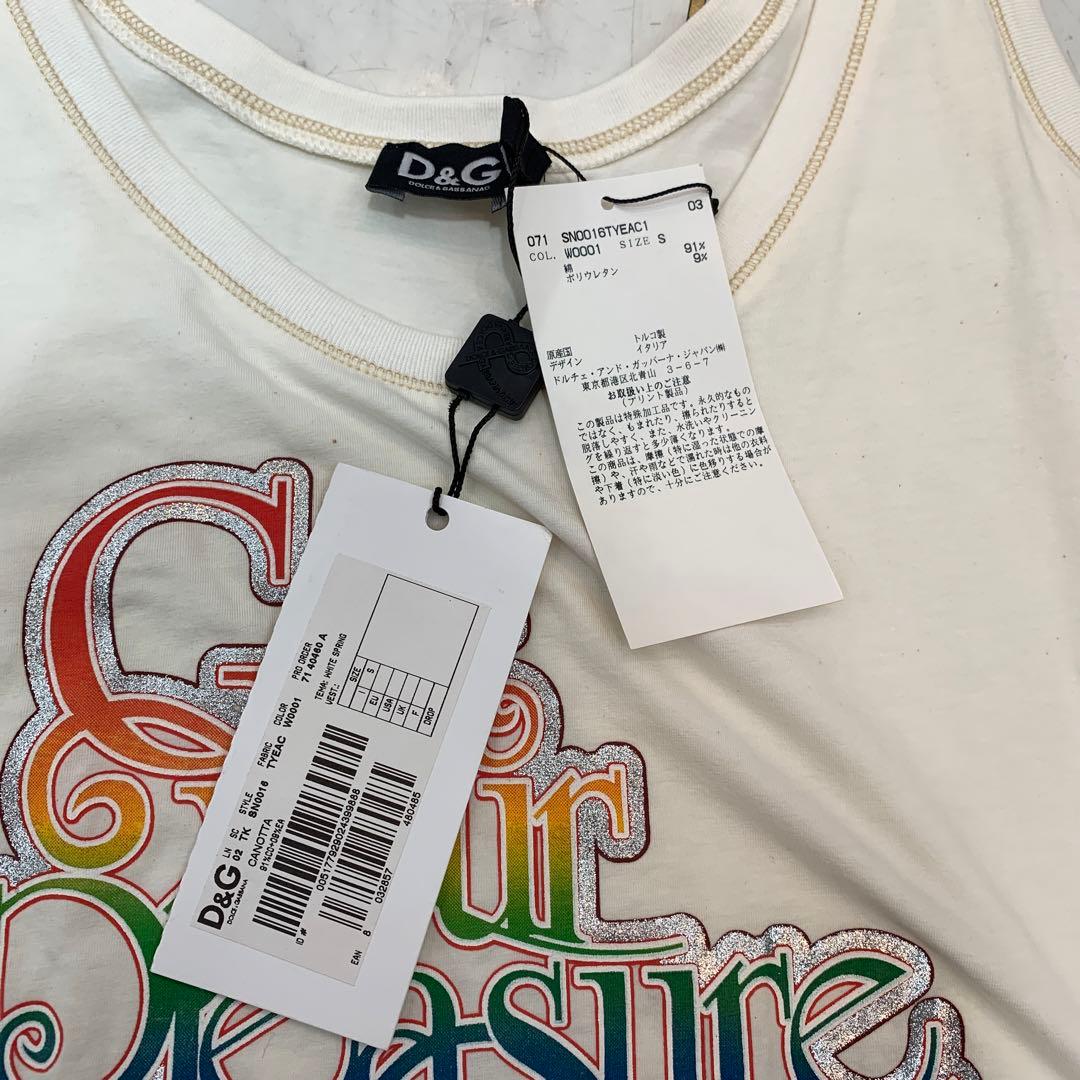 D&G
DOLCE & GABBANA
071 SN0016TYEAC1 03
COL. W0001 SIZE S
綿 91%
ポリウレタン 9%
トルコ製
原産国 イタリア
デザイン
ドルチェ・アンド・ガッバーナ・ジャパン㈱
東京都港区北青山 3-6-7
お取扱い上のご注意
(プリント製品)
この製品は特殊加工品です。永久的なもの
ではなく、もまれたり、擦られたりすると
脱落しやすく、また、水洗いやクリーニン
グを繰り返すと多少薄くなります。
この商品は、摩擦(特に湿った状態での摩
擦)や、汗や雨などで濡れた時は他の衣料
や下着(特に淡い色)に色移りする場合が
ありますので、十分にご注意ください。
D&G
DOLCE & GABBANA
LN SC STYLE FABRIC COLOR PRO ORDER
02 TK SN0016 TYEAC W0001 71 40460 A
CANOTTA
91%CO+09%EA
TEMA: WHITE SPRING
VEST.:
SIZE
I S
EU
USA
UK
F
DROP
0051779290243998​88
ID #
EAN 8 032857 480485
ur
Pleasure